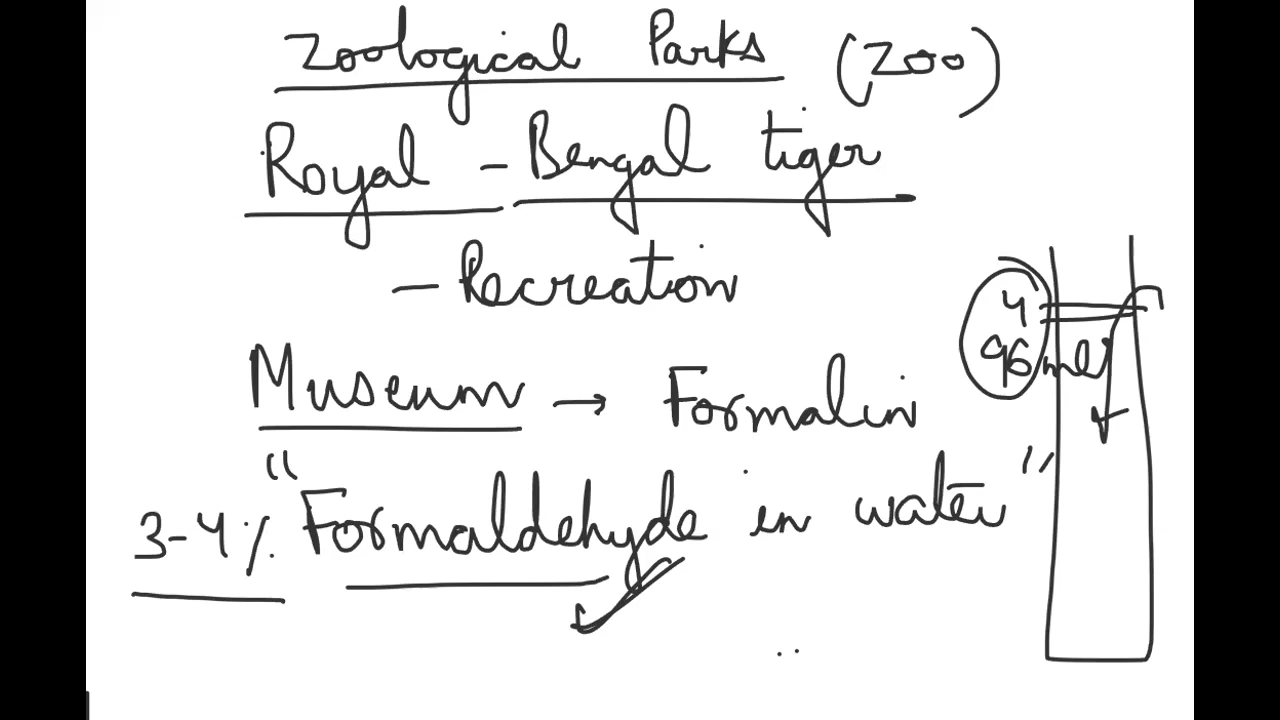 Zoological Parks (Zoo)
Royal - Bengal tiger
- Recreation
4
96 ml
Museum → Formalin
3-4% "Formaldehyde in water"